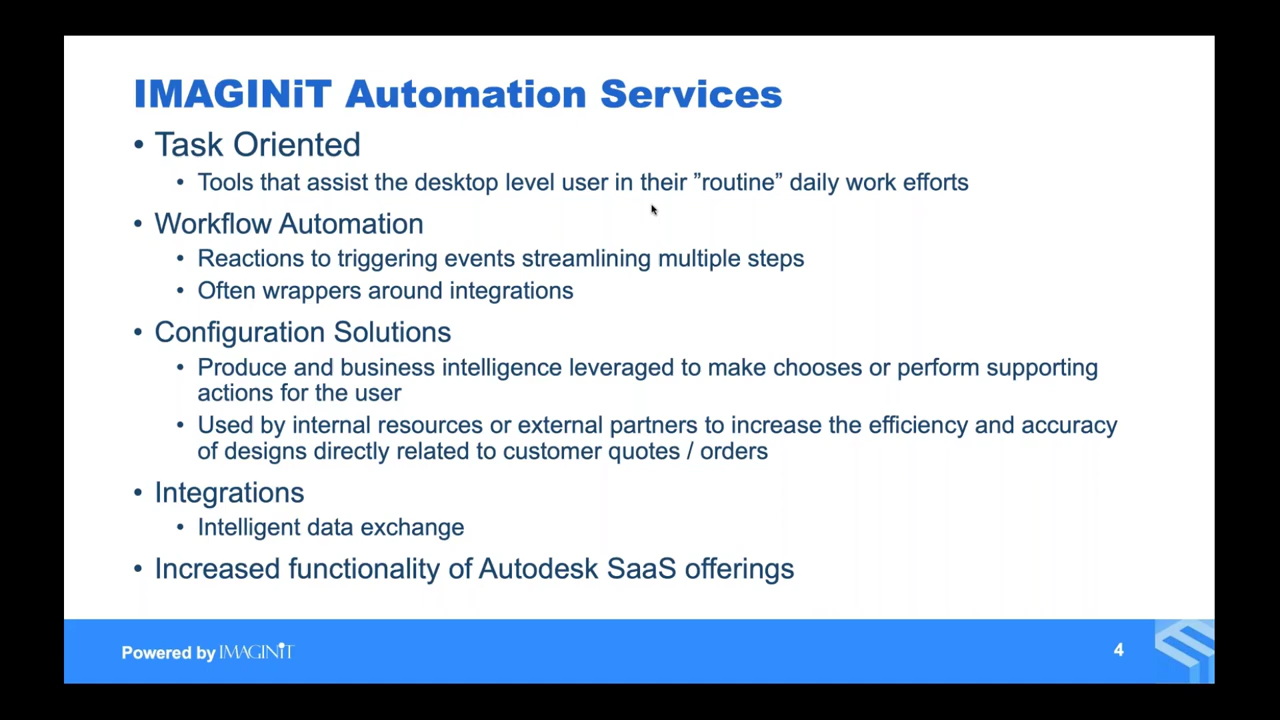 IMAGINiT Automation Services
• Task Oriented
• Tools that assist the desktop level user in their ”routine” daily work efforts
• Workflow Automation
• Reactions to triggering events streamlining multiple steps
• Often wrappers around integrations
• Configuration Solutions
• Produce and business intelligence leveraged to make chooses or perform supporting
actions for the user
• Used by internal resources or external partners to increase the efficiency and accuracy
of designs directly related to customer quotes / orders
• Integrations
• Intelligent data exchange
• Increased functionality of Autodesk SaaS offerings
Powered by IMAGINiT
4